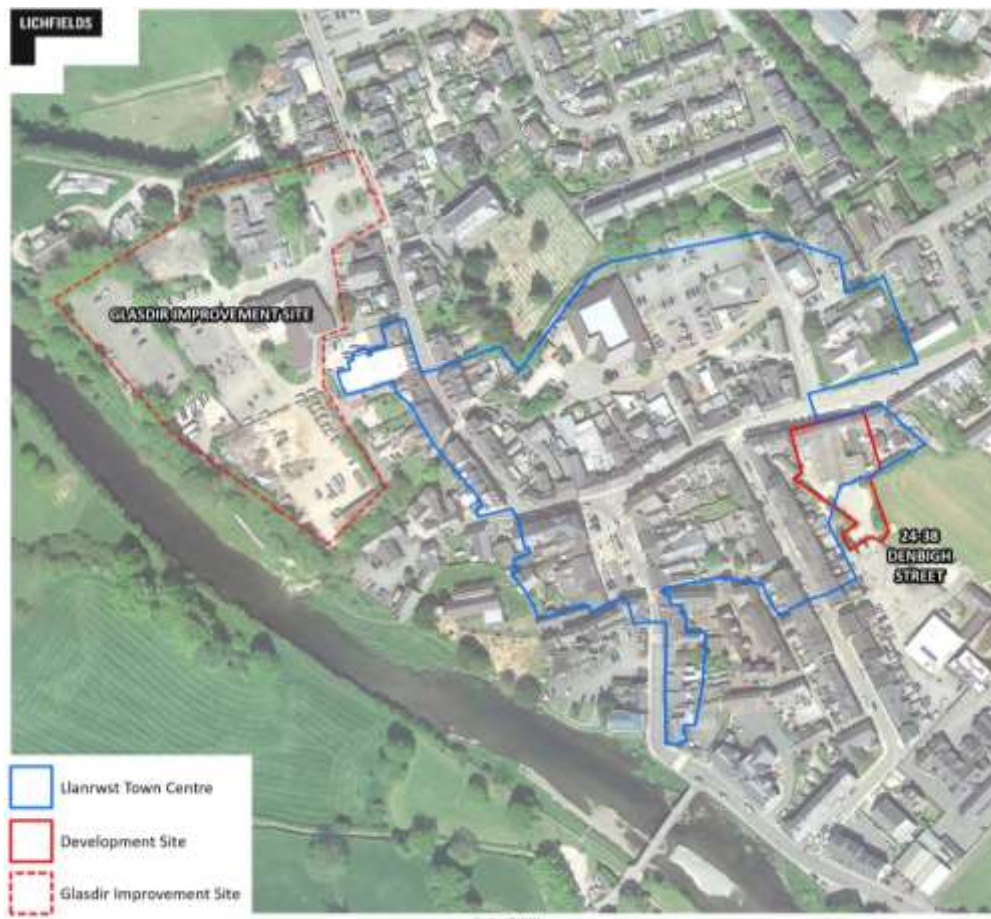 LICHFIELDS
GLASDIR IMPROVEMENT SITE
24-38
DENBIGH
STREET
Llanrwst Town Centre
Development Site
Glasdir Improvement Site